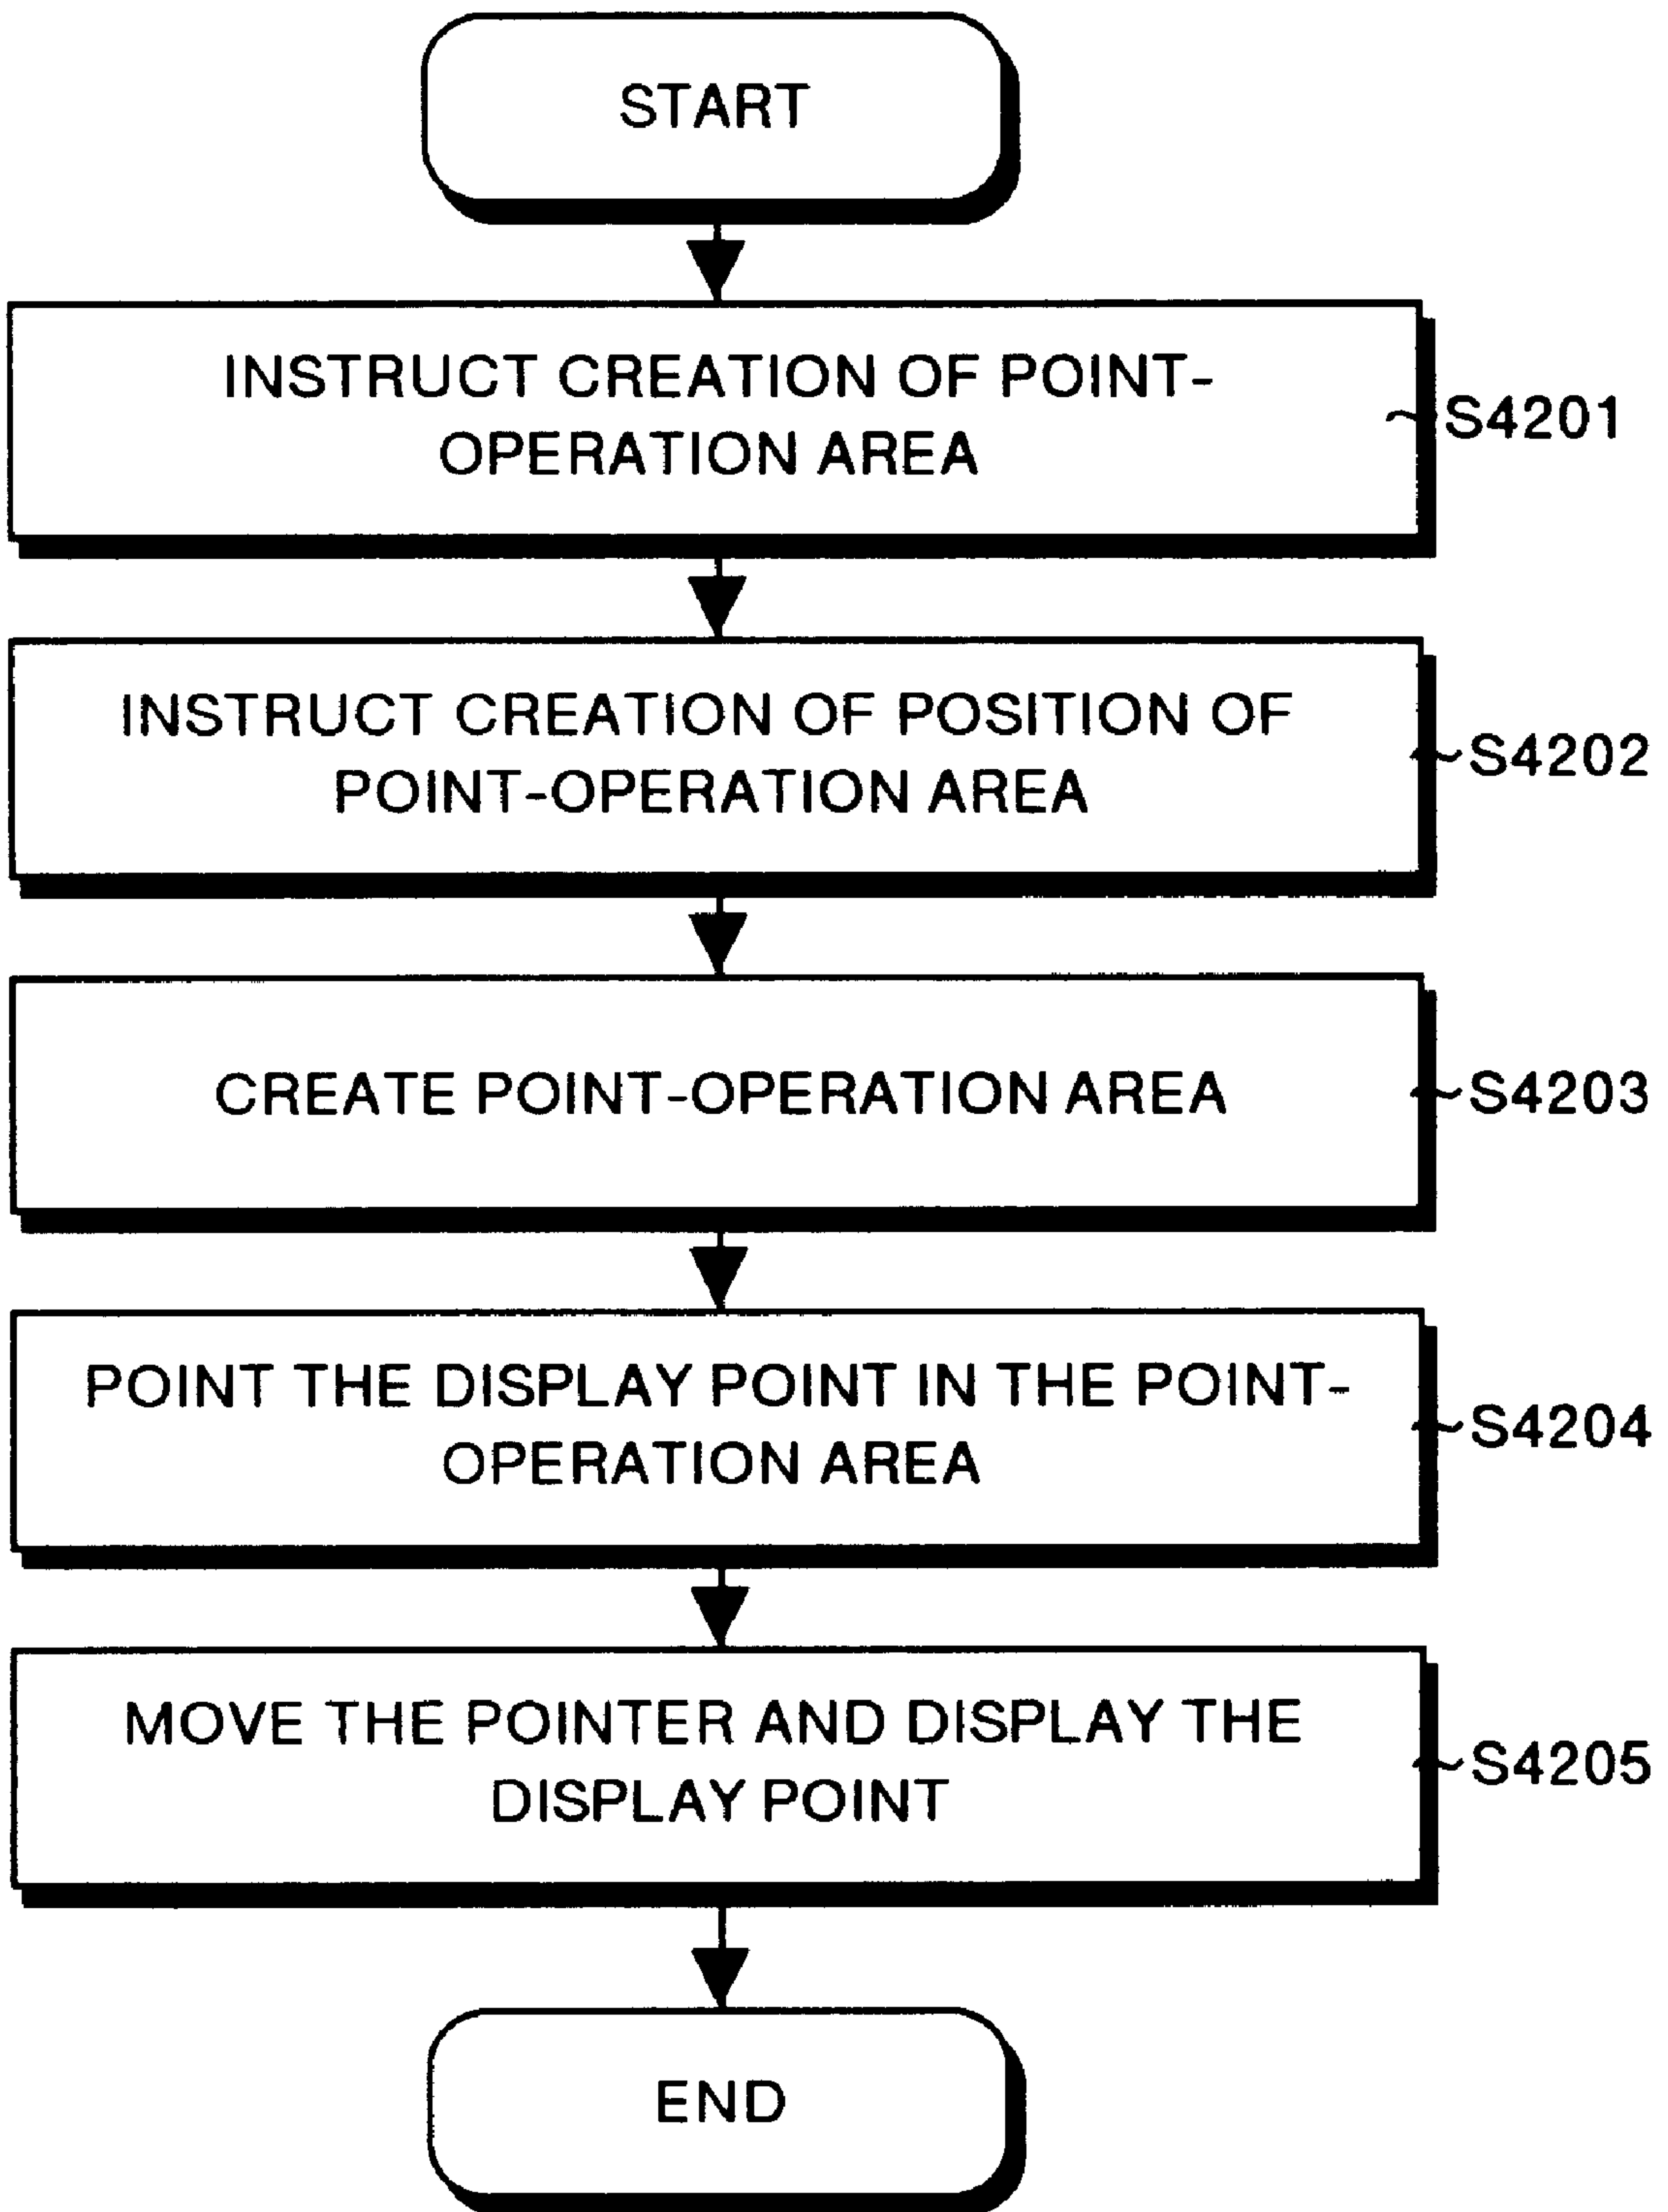 START
INSTRUCT CREATION OF POINT-
OPERATION AREA
S4201
INSTRUCT CREATION OF POSITION OF
POINT-OPERATION AREA
S4202
CREATE POINT-OPERATION AREA
S4203
POINT THE DISPLAY POINT IN THE POINT-
OPERATION AREA
S4204
MOVE THE POINTER AND DISPLAY THE
DISPLAY POINT
S4205
END